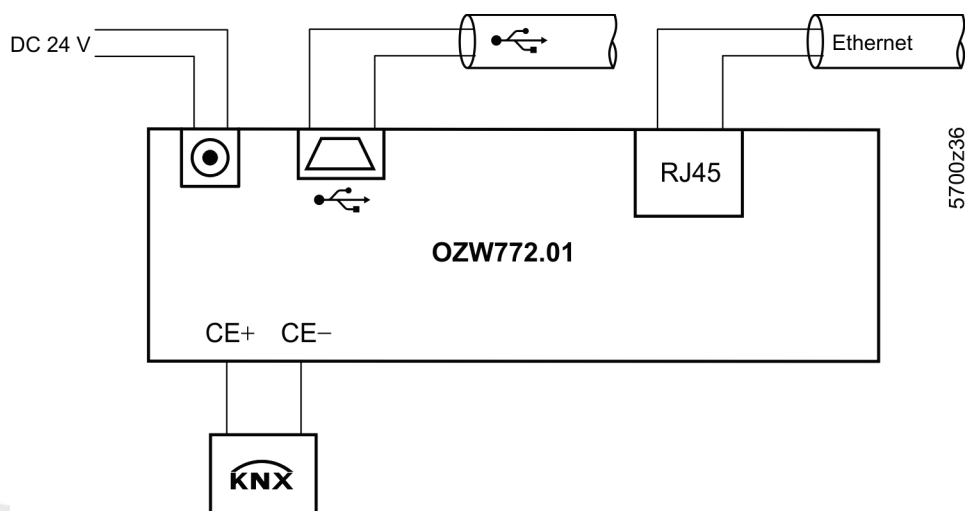 DC 24 V
Ethernet
RJ45
5700z36
OZW772.01
CE+ CE−
KNX